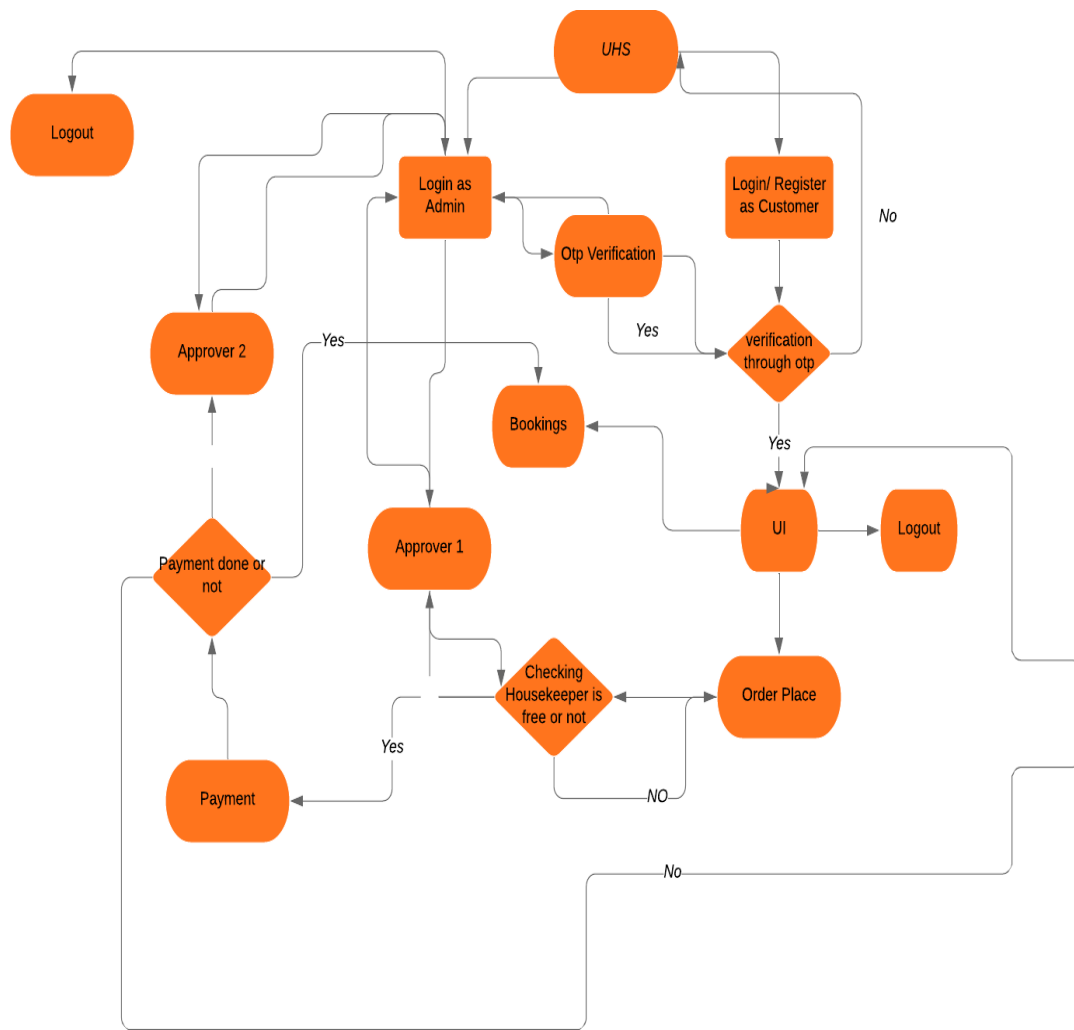 UHS
Logout
Login as
Admin
Login/ Register
as Customer
No
Otp Verification
Yes
verification
through otp
Approver 2
Yes
Bookings
Yes
UI
Logout
Approver 1
Payment done or
not
Checking
Housekeeper is
free or not
Order Place
Yes
Payment
NO
No